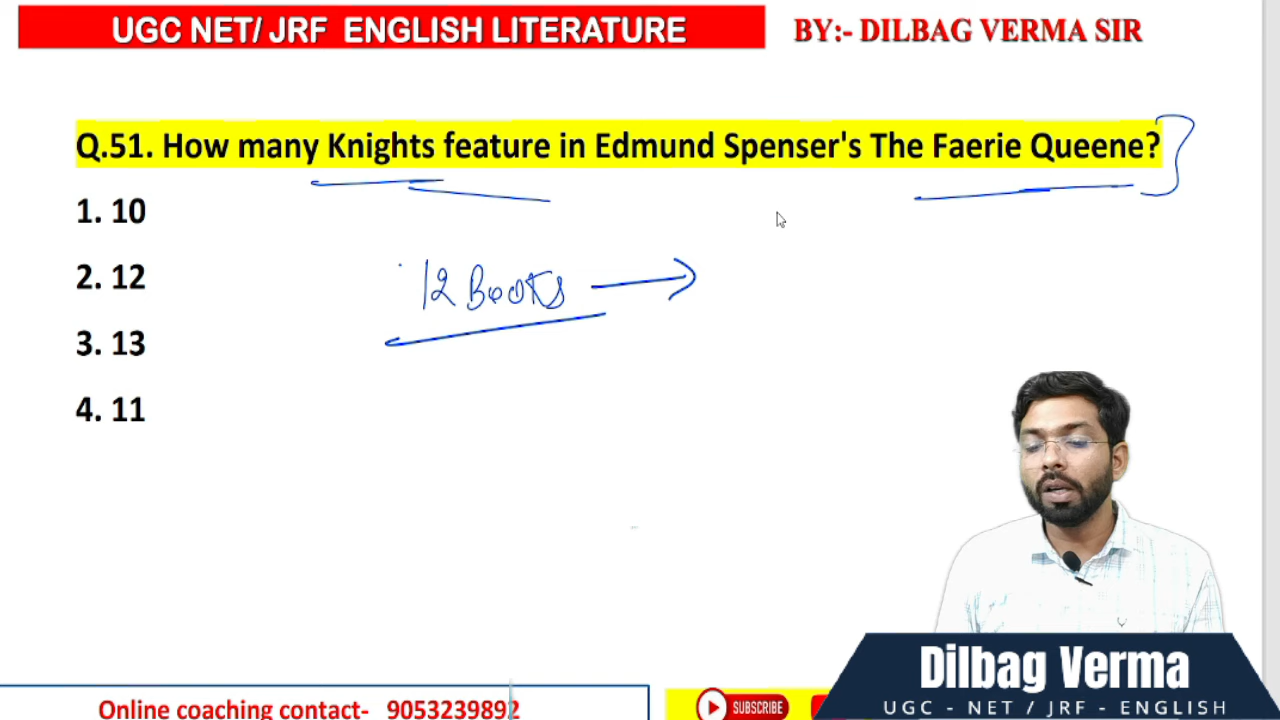 UGC NET/ JRF ENGLISH LITERATURE
BY:- DILBAG VERMA SIR
Q.51. How many Knights feature in Edmund Spenser's The Faerie Queene?
1. 10
2. 12
12 Books
3. 13
4. 11
Dilbag Verma
UGC - NET / JRF - ENGLISH
Online coaching contact- 9053239892
SUBSCRIBE